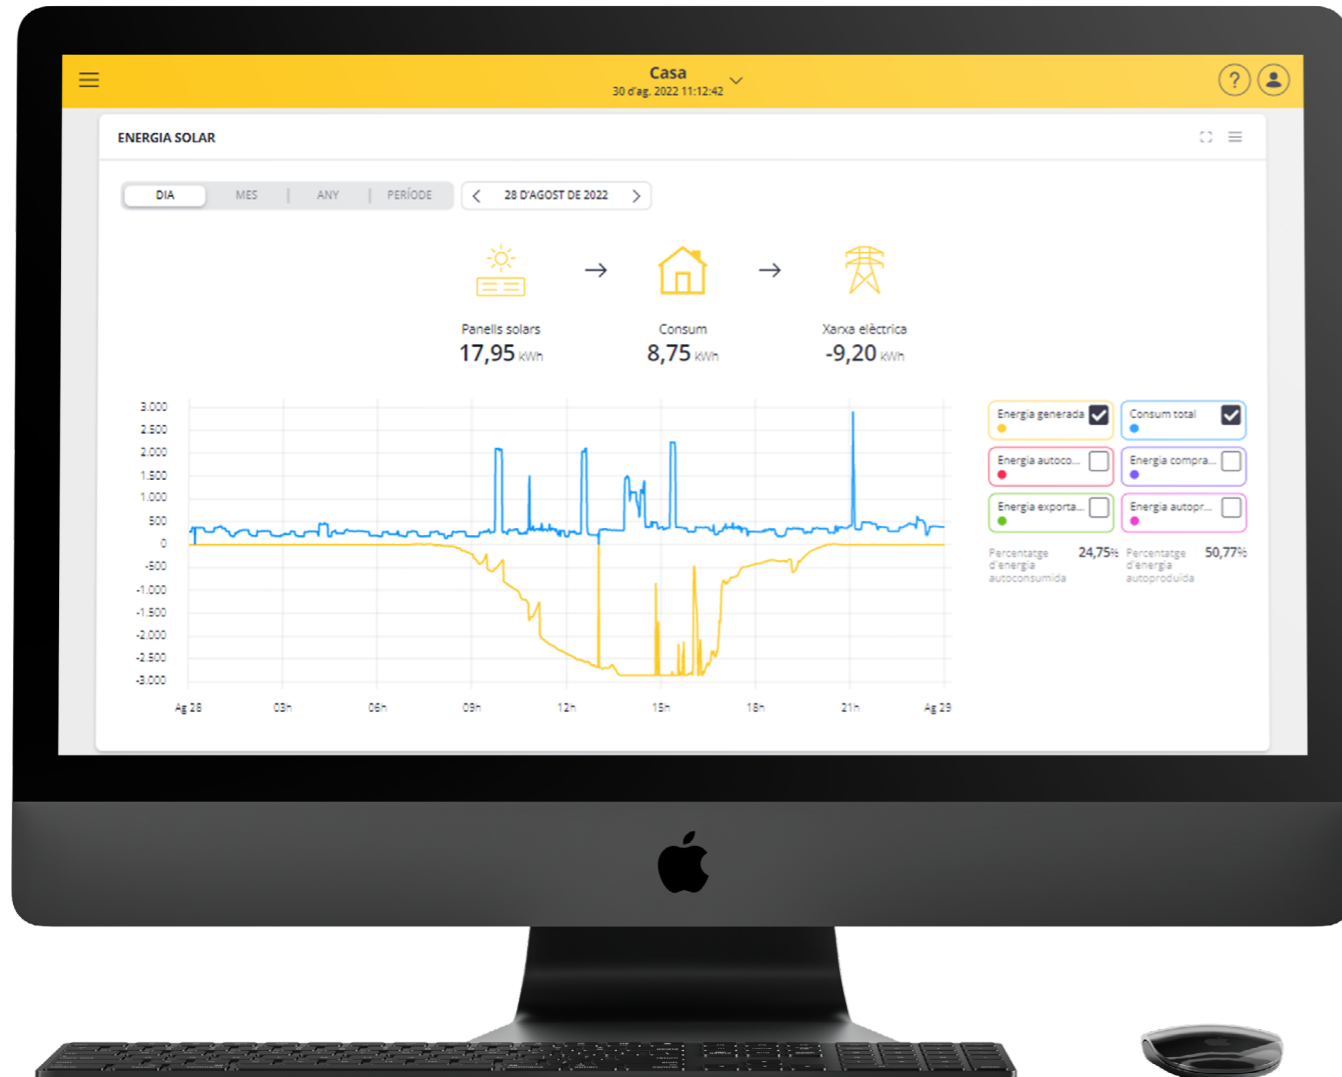 Casa
30 d'ag. 2022 11:12:42
?
ENERGIA SOLAR
DIA | MES | ANY | PERÍODE
28 D'AGOST DE 2022
Panells solars
17,95 kWh
Consum
8,75 kWh
Xarxa elèctrica
-9,20 kWh
3.000
2.500
2.000
1.500
1.000
500
0
-500
-1.000
-1.500
-2.000
-2.500
-3.000
Ag 28
03h
06h
09h
12h
15h
18h
21h
Ag 29
Energia generada
Consum total
Energia autoco...
Energia compra...
Energia exporta...
Energia autopr...
Percentatge d'energia autoconsumida
24,75%
Percentatge d'energia autoproduïda
50,77%